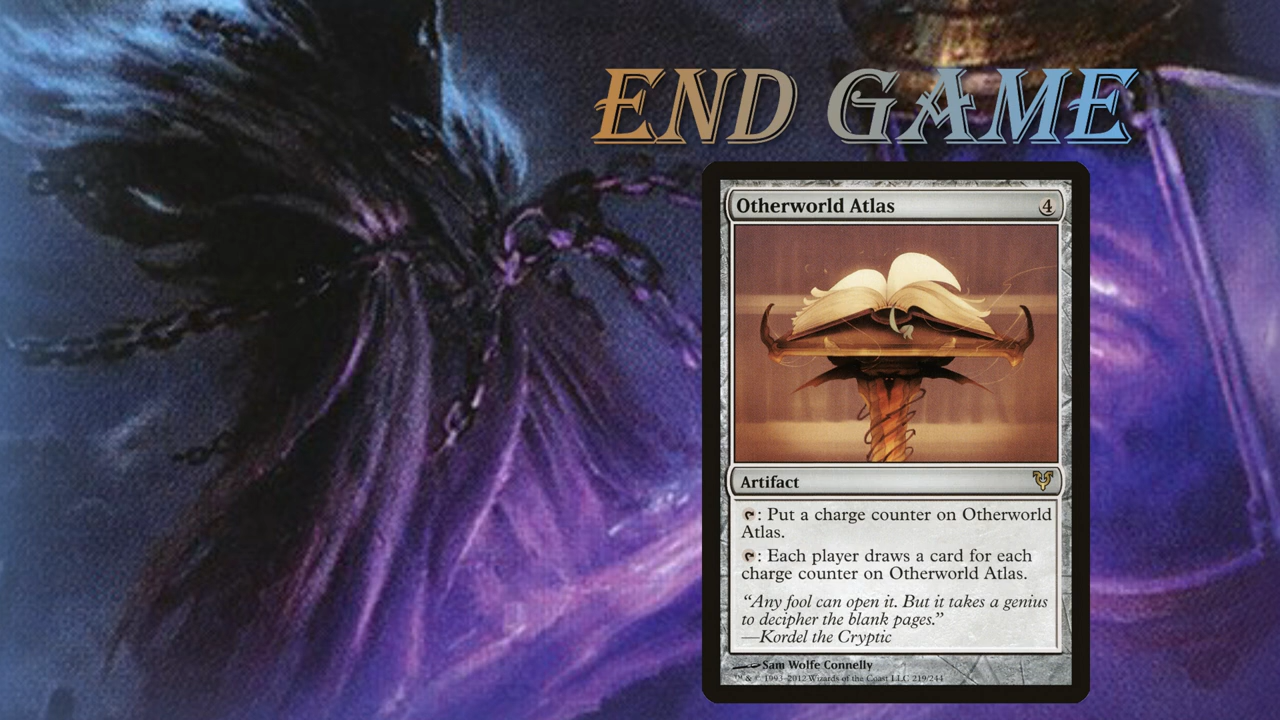 END GAME
Otherworld Atlas 4
Artifact
: Put a charge counter on Otherworld
Atlas.
: Each player draws a card for each
charge counter on Otherworld Atlas.
“Any fool can open it. But it takes a genius
to decipher the blank pages.”
—Kordel the Cryptic
Sam Wolfe Connelly
™ & © 1993–2012 Wizards of the Coast LLC 219/244